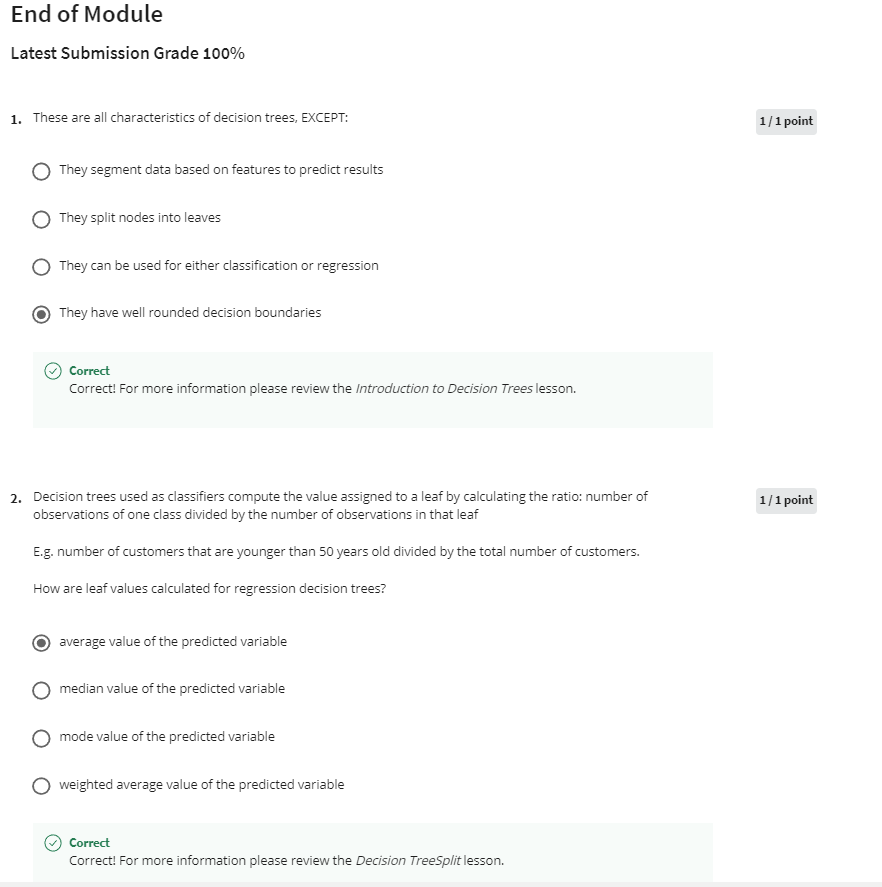 End of Module
Latest Submission Grade 100%
1. These are all characteristics of decision trees, EXCEPT:
1 / 1 point
They segment data based on features to predict results
They split nodes into leaves
They can be used for either classification or regression
They have well rounded decision boundaries
Correct
Correct! For more information please review the Introduction to Decision Trees lesson.
2. Decision trees used as classifiers compute the value assigned to a leaf by calculating the ratio: number of
observations of one class divided by the number of observations in that leaf
1 / 1 point
E.g. number of customers that are younger than 50 years old divided by the total number of customers.
How are leaf values calculated for regression decision trees?
average value of the predicted variable
median value of the predicted variable
mode value of the predicted variable
weighted average value of the predicted variable
Correct
Correct! For more information please review the Decision TreeSplit lesson.